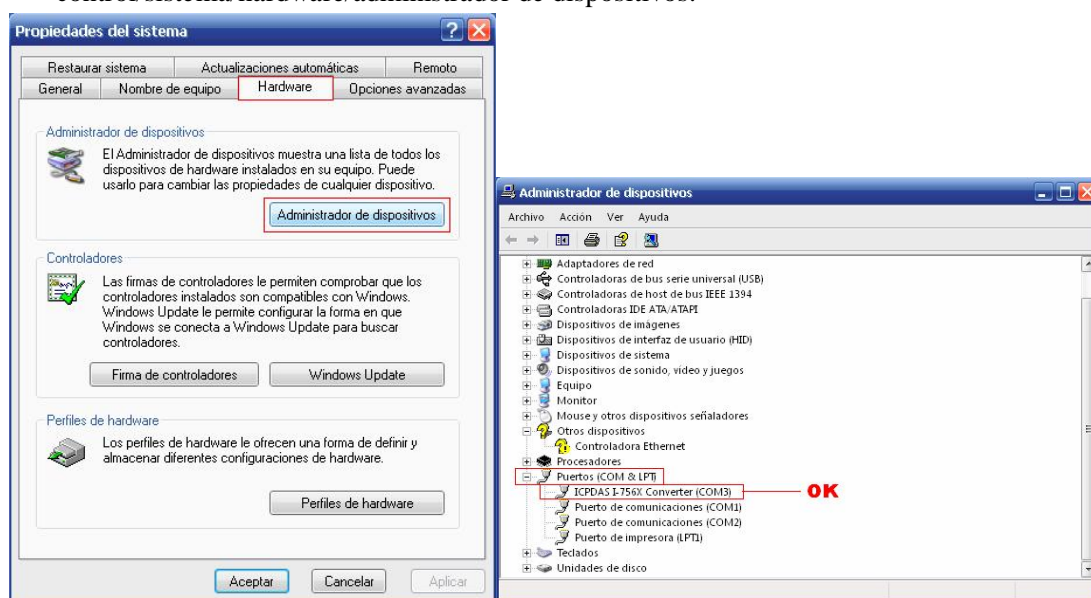 control/sistema/hardware/administrador de dispositivos.
Propiedades del sistema
Restaurar sistema
Actualizaciones automáticas
Remoto
General
Nombre de equipo
Hardware
Opciones avanzadas
Administrador de dispositivos
El Administrador de dispositivos muestra una lista de todos los
dispositivos de hardware instalados en su equipo. Puede
usarlo para cambiar las propiedades de cualquier dispositivo.
Administrador de dispositivos
Controladores
Las firmas de controladores le permiten comprobar que los
controladores instalados son compatibles con Windows.
Windows Update le permite configurar la forma en que
Windows se conecta a Windows Update para buscar
controladores.
Firma de controladores
Windows Update
Perfiles de hardware
Los perfiles de hardware le ofrecen una forma de definir y
almacenar diferentes configuraciones de hardware.
Perfiles de hardware
Aceptar
Cancelar
Aplicar
Administrador de dispositivos
Archivo Acción Ver Ayuda
Adaptadores de red
Controladoras de bus serie universal (USB)
Controladoras de host de bus IEEE 1394
Controladoras IDE ATA/ATAPI
Dispositivos de imágenes
Dispositivos de interfaz de usuario (HID)
Dispositivos de sistema
Dispositivos de sonido, vídeo y juegos
Equipo
Monitor
Mouse y otros dispositivos señaladores
Otros dispositivos
Controladora Ethernet
Procesadores
Puertos (COM & LPT)
ICPDAS I-756X Converter (COM3) OK
Puerto de comunicaciones (COM1)
Puerto de comunicaciones (COM2)
Puerto de impresora (LPT1)
Teclados
Unidades de disco